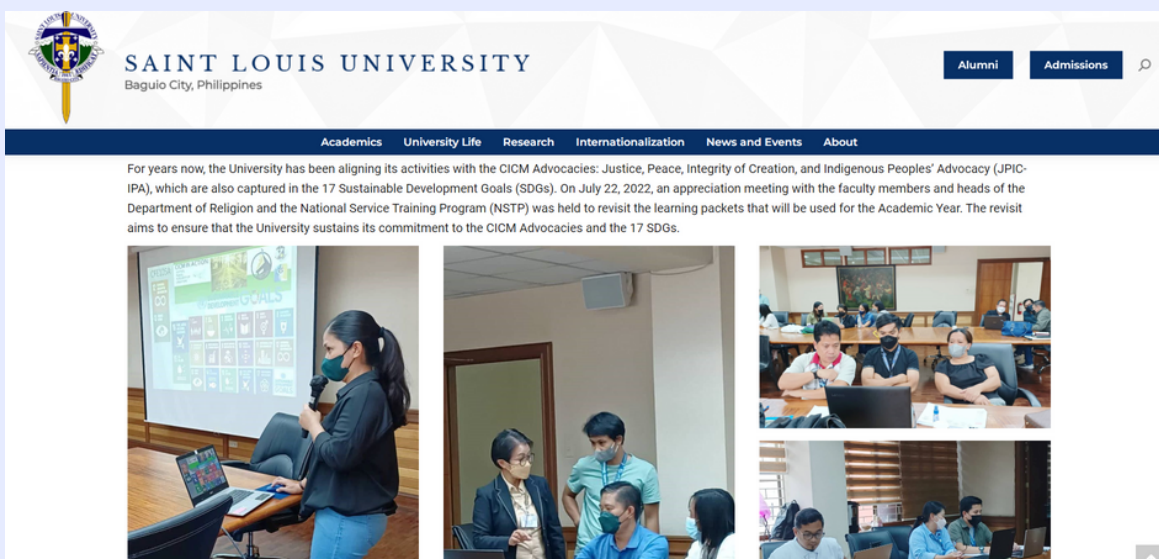 SAINT LOUIS UNIVERSITY
Baguio City, Philippines
Alumni
Admissions
Academics University Life Research Internationalization News and Events About
For years now, the University has been aligning its activities with the CICM Advocacies: Justice, Peace, Integrity of Creation, and Indigenous Peoples' Advocacy (JPIC-
IPA), which are also captured in the 17 Sustainable Development Goals (SDGs). On July 22, 2022, an appreciation meeting with the faculty members and heads of the
Department of Religion and the National Service Training Program (NSTP) was held to revisit the learning packets that will be used for the Academic Year. The revisit
aims to ensure that the University sustains its commitment to the CICM Advocacies and the 17 SDGs.
DEVELOPMENT GOALS